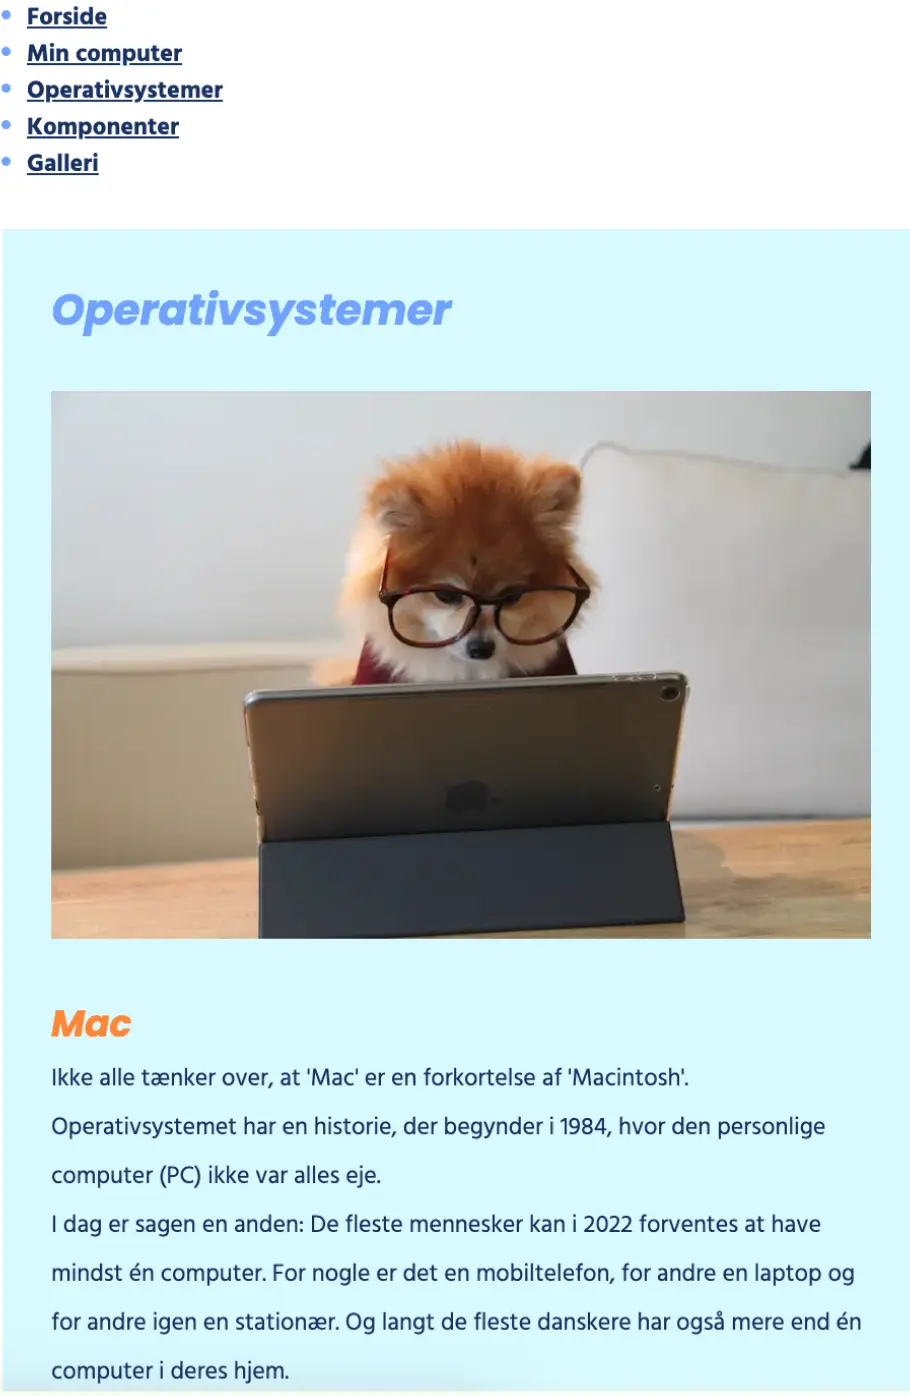 Forside
Min computer
Operativsystemer
Komponenter
Galleri
Operativsystemer
Mac
Ikke alle tænker over, at 'Mac' er en forkortelse af 'Macintosh'.
Operativsystemet har en historie, der begynder i 1984, hvor den personlige
computer (PC) ikke var alles eje.
I dag er sagen en anden: De fleste mennesker kan i 2022 forventes at have
mindst én computer. For nogle er det en mobiltelefon, for andre en laptop og
for andre igen en stationær. Og langt de fleste danskere har også mere end én
computer i deres hjem.